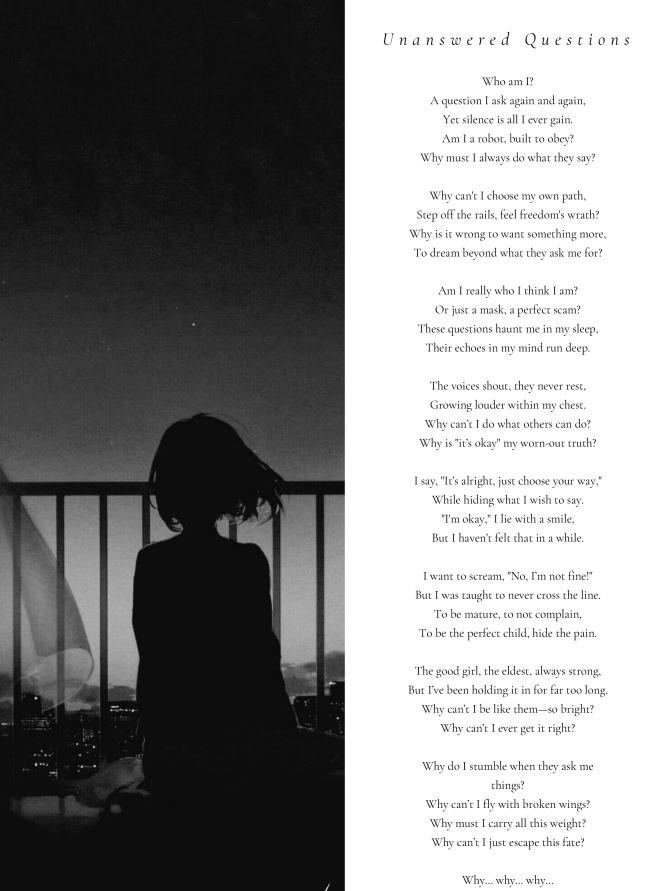 Unanswered Questions
Who am I?
A question I ask again and again,
Yet silence is all I ever gain.
Am I a robot, built to obey?
Why must I always do what they say?
Why can't I choose my own path,
Step off the rails, feel freedom's wrath?
Why is it wrong to want something more,
To dream beyond what they ask me for?
Am I really who I think I am?
Or just a mask, a perfect scam?
These questions haunt me in my sleep,
Their echoes in my mind run deep.
The voices shout, they never rest,
Growing louder within my chest.
Why can't I do what others can do?
Why is "it's okay" my worn-out truth?
I say, "It's alright, just choose your way,"
While hiding what I wish to say.
"I'm okay," I lie with a smile,
But I haven't felt that in a while.
I want to scream, "No, I'm not fine!"
But I was taught to never cross the line.
To be mature, to not complain,
To be the perfect child, hide the pain.
The good girl, the eldest, always strong,
But I've been holding it in for far too long.
Why can't I be like them—so bright?
Why can't I ever get it right?
Why do I stumble when they ask me
things?
Why can't I fly with broken wings?
Why must I carry all this weight?
Why can't I just escape this fate?
Why... why... why...